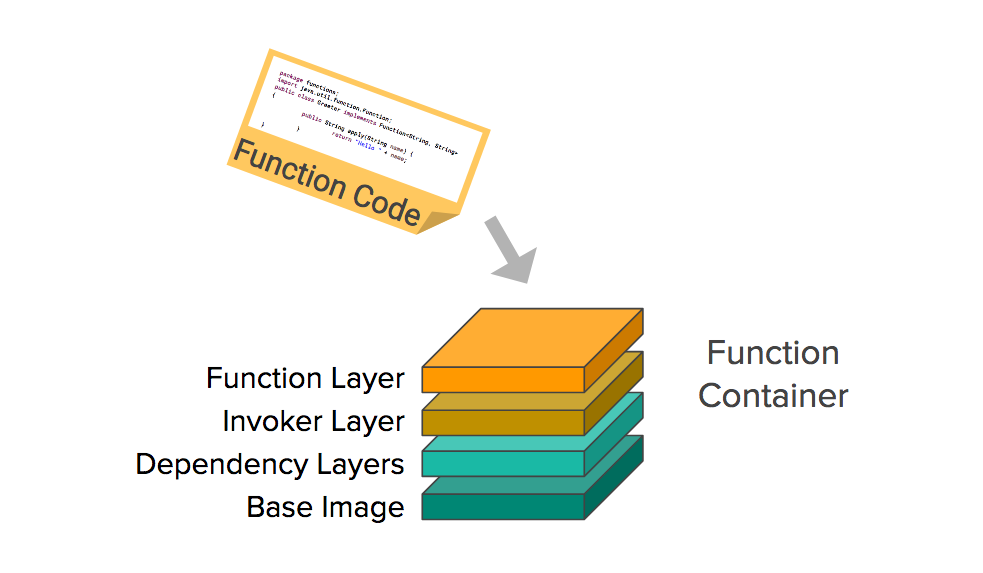 package functions;
import java.util.function.Function;
public class Greeter implements Function<String, String>
{
public String apply(String name) {
return "Hello " + name;
}
}
Function Code
Function Layer
Invoker Layer
Dependency Layers
Base Image
Function
Container